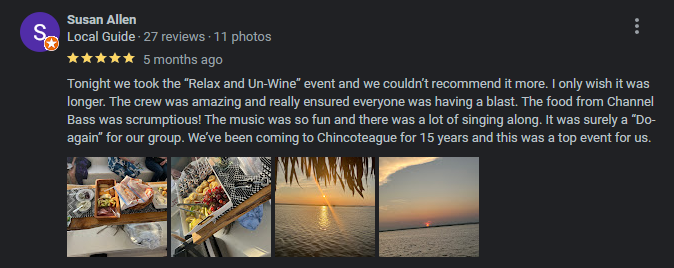 S
Susan Allen
Local Guide · 27 reviews · 11 photos
5 months ago
Tonight we took the “Relax and Un-Wine” event and we couldn’t recommend it more. I only wish it was
longer. The crew was amazing and really ensured everyone was having a blast. The food from Channel
Bass was scrumptious! The music was so fun and there was a lot of singing along. It was surely a “Do-
again” for our group. We’ve been coming to Chincoteague for 15 years and this was a top event for us.